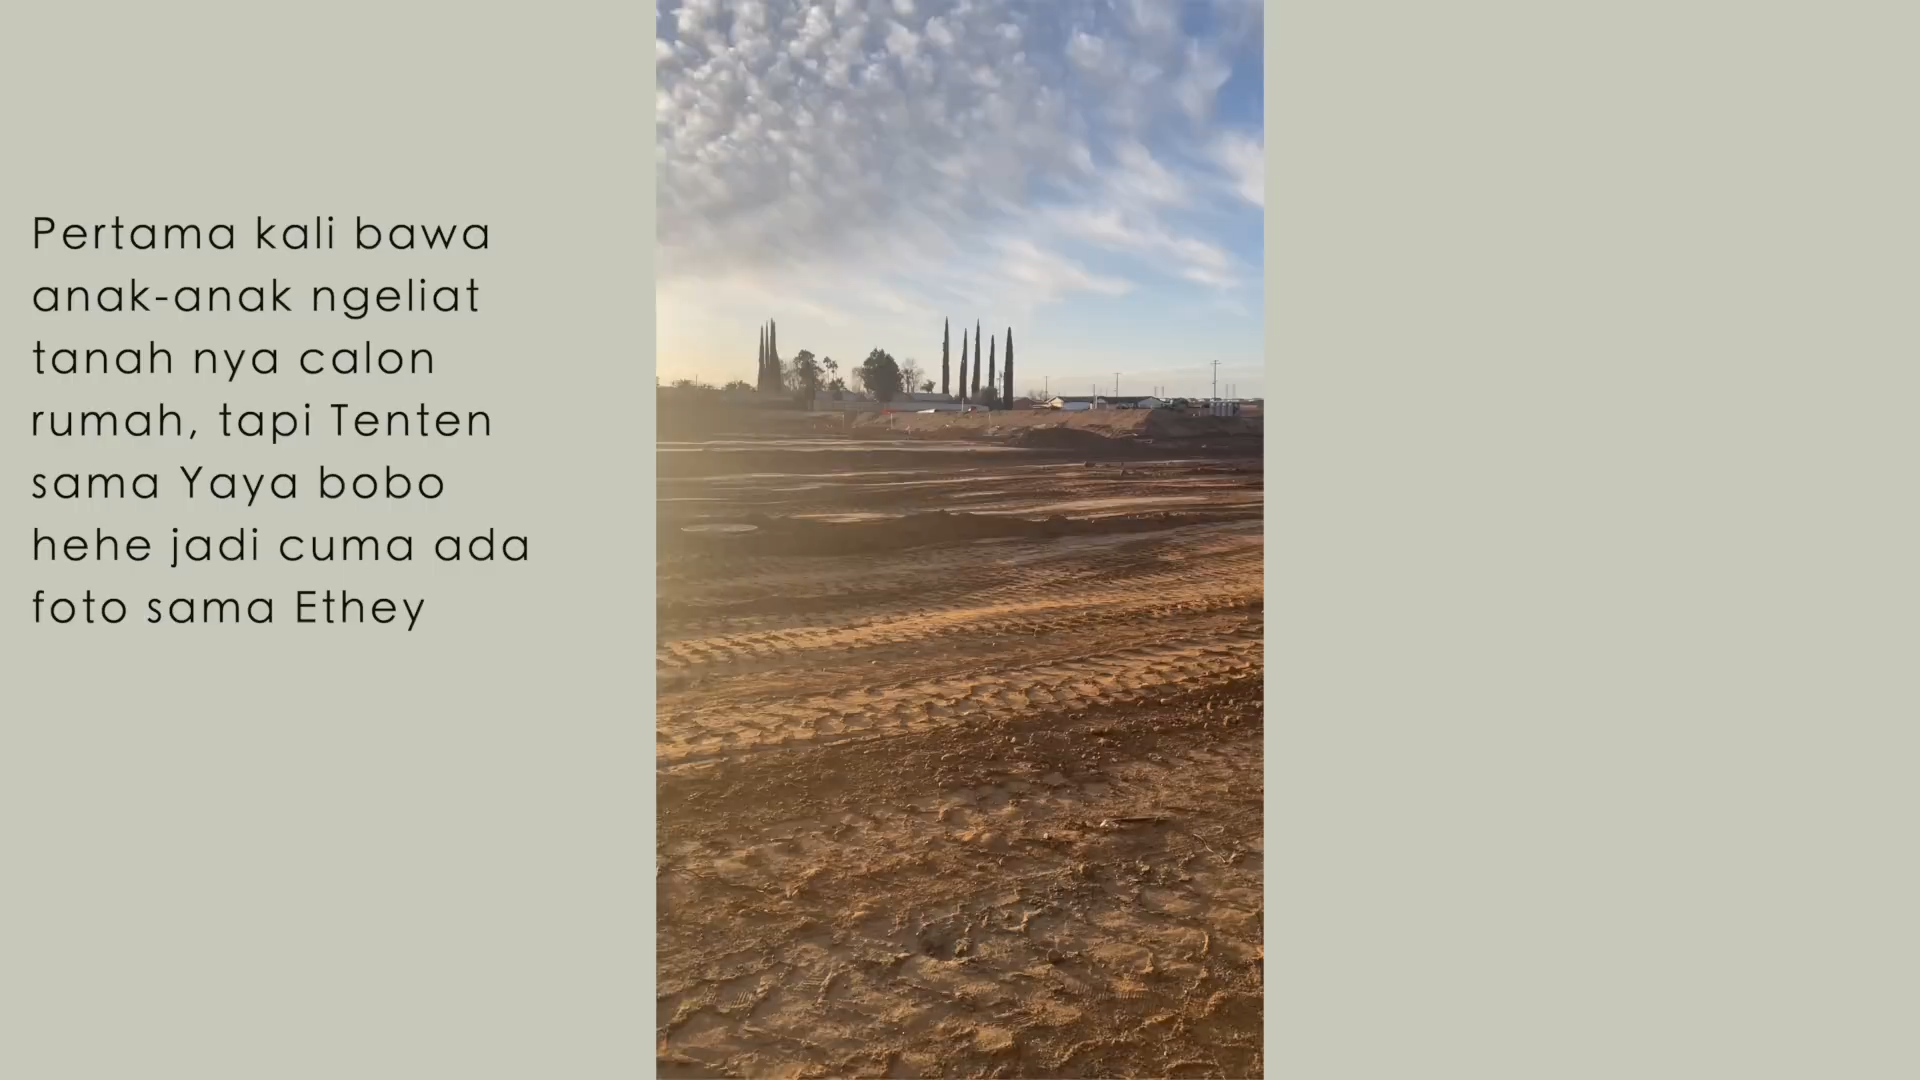 Pertama kali bawa
anak-anak ngeliat
tanah nya calon
rumah, tapi Tenten
sama Yaya bobo
hehe jadi cuma ada
foto sama Ethey